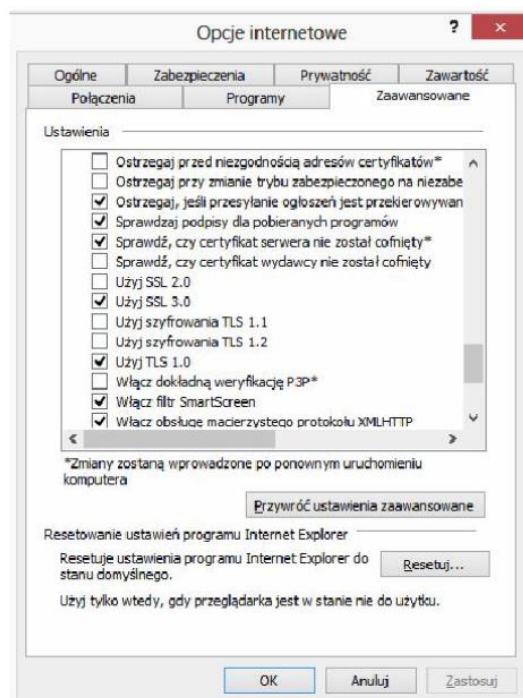 Opcje internetowe
?
Ogólne
Zabezpieczenia
Prywatność
Zawartość
Połączenia
Programy
Zaawansowane
Ustawienia
Ostrzegaj przed niezgodnością adresów certyfikatów*
Ostrzegaj przy zmianie trybu zabezpieczonego na niezabe
Ostrzegaj, jeśli przesyłanie ogłoszeń jest przekierowywan
Sprawdzaj podpisy dla pobieranych programów
Sprawdź, czy certyfikat serwera nie został cofnięty*
Sprawdź, czy certyfikat wydawcy nie został cofnięty
Użyj SSL 2.0
Użyj SSL 3.0
Użyj szyfrowania TLS 1.1
Użyj szyfrowania TLS 1.2
Użyj TLS 1.0
Włącz dokładną weryfikację P3P*
Włącz filtr SmartScreen
Włącz obsługę macierzystego protokołu XMLHTTP
*Zmiany zostaną wprowadzone po ponownym uruchomieniu
komputera
Przywróć ustawienia zaawansowane
Resetowanie ustawień programu Internet Explorer
Resetuje ustawienia programu Internet Explorer do
stanu domyślnego.
Resetuj...
Użyj tylko wtedy, gdy przeglądarka jest w stanie nie do użytku.
OK
Anuluj
Zastosuj